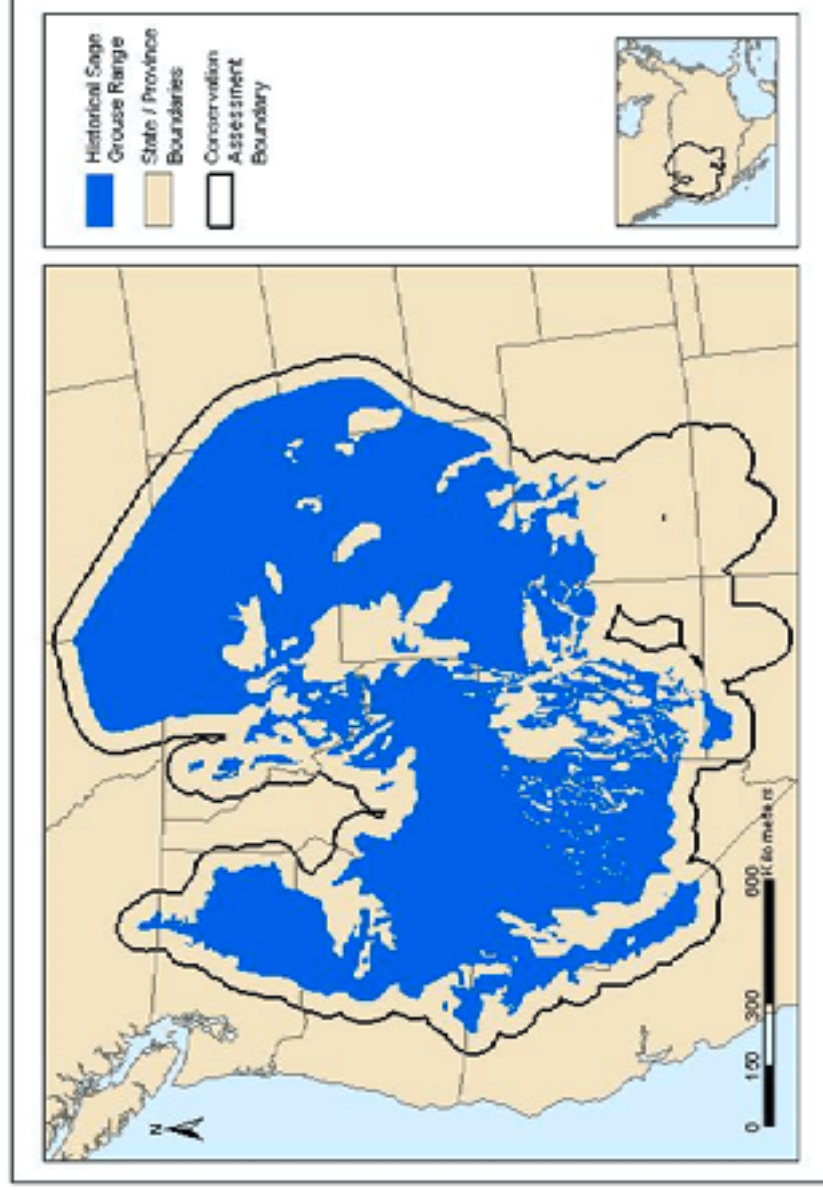 Historical Sage
Grouse Range
State / Province
Boundaries
Conservation
Assessment
Boundary
N
0 150 300 600
Kilometers